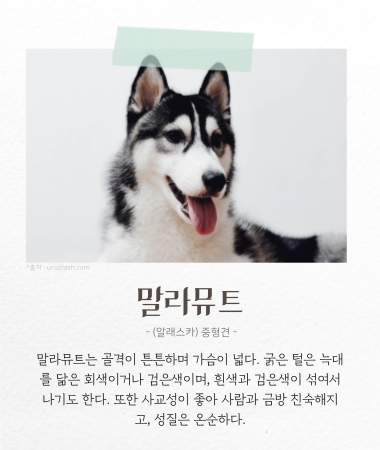 *출처 : unsplash.com
말라뮤트
- (알래스카) 중형견 -
말라뮤트는 골격이 튼튼하며 가슴이 넓다. 굵은 털은 늑대
를 닮은 회색이거나 검은색이며, 흰색과 검은색이 섞여서
나기도 한다. 또한 사교성이 좋아 사람과 금방 친숙해지
고, 성질은 온순하다.